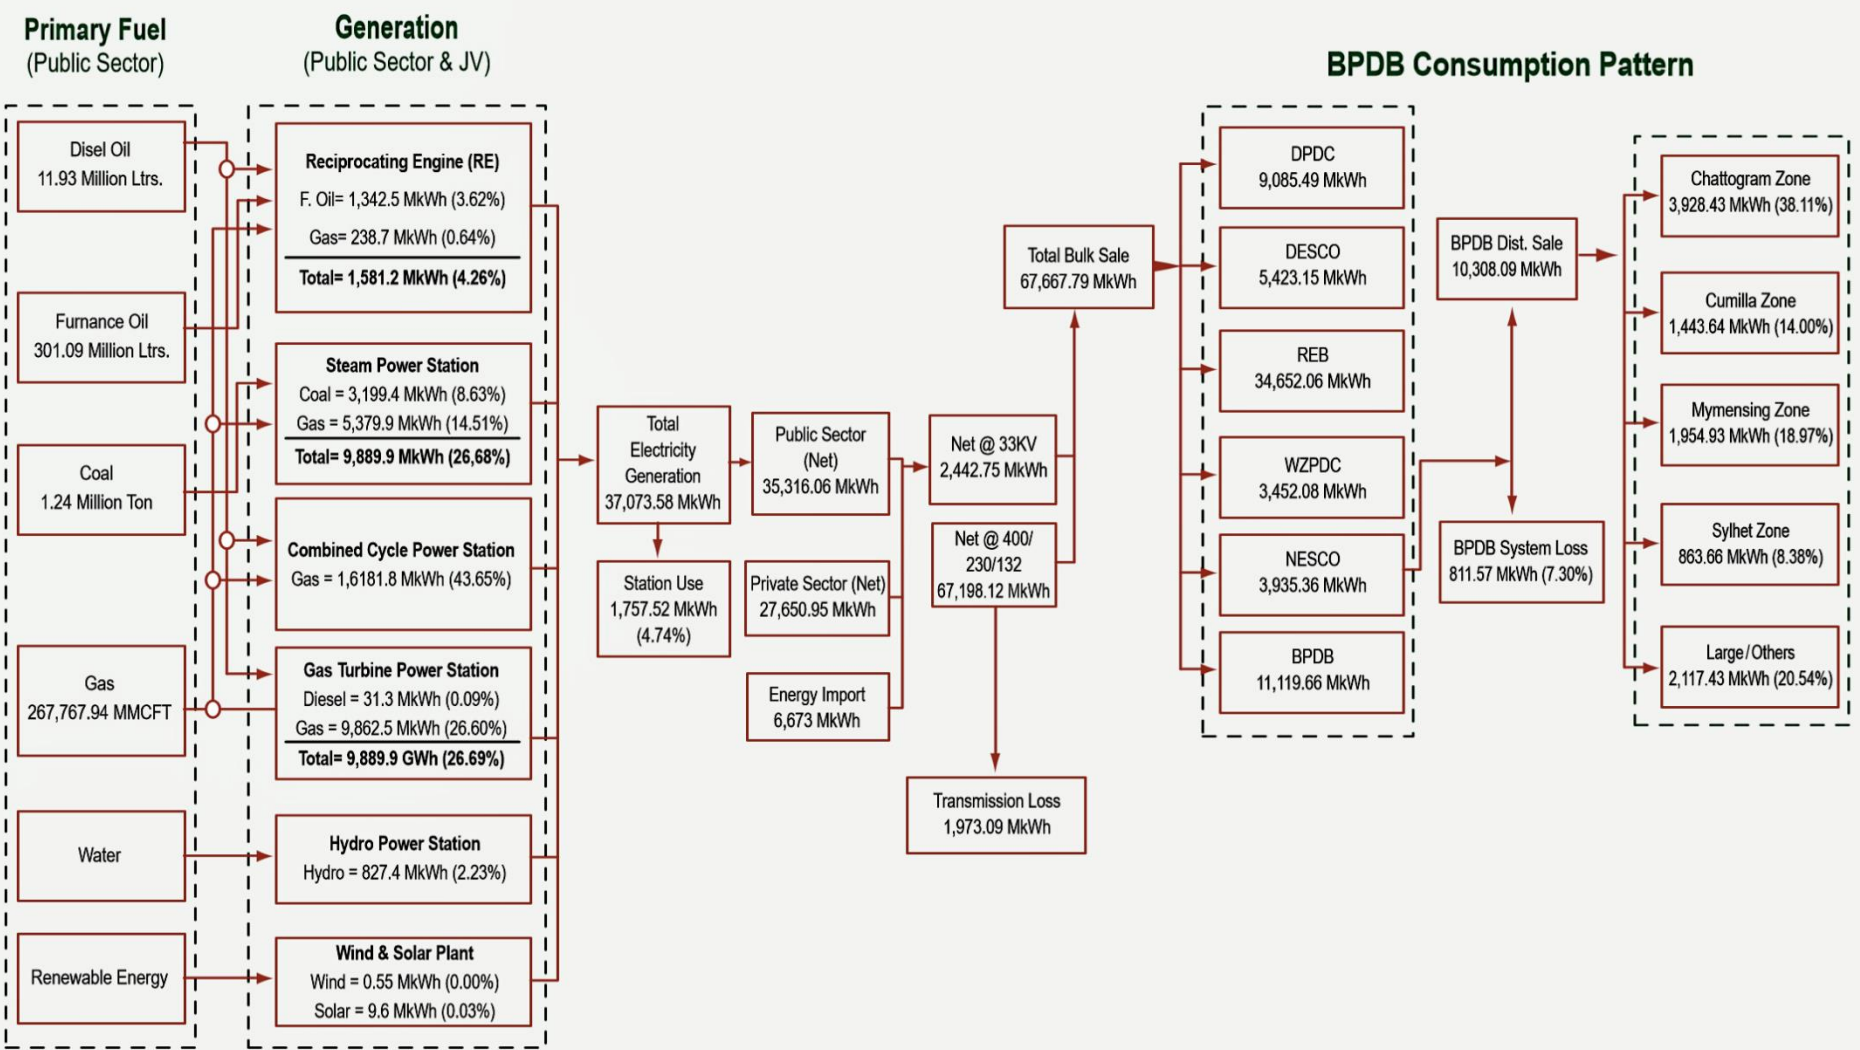 Primary Fuel
(Public Sector)
Disel Oil
11.93 Million Ltrs.
Furnance Oil
301.09 Million Ltrs.
Coal
1.24 Million Ton
Gas
267,767.94 MMCFT
Water
Renewable Energy
Generation
(Public Sector & JV)
Reciprocating Engine (RE)
F. Oil= 1,342.5 MkWh (3.62%)
Gas= 238.7 MkWh (0.64%)
Total= 1,581.2 MkWh (4.26%)
Steam Power Station
Coal = 3,199.4 MkWh (8.63%)
Gas = 5,379.9 MkWh (14.51%)
Total= 9,889.9 MkWh (26,68%)
Combined Cycle Power Station
Gas = 1,6181.8 MkWh (43.65%)
Gas Turbine Power Station
Diesel = 31.3 MkWh (0.09%)
Gas = 9,862.5 MkWh (26.60%)
Total= 9,889.9 GWh (26.69%)
Hydro Power Station
Hydro = 827.4 MkWh (2.23%)
Wind & Solar Plant
Wind = 0.55 MkWh (0.00%)
Solar = 9.6 MkWh (0.03%)
Total
Electricity
Generation
37,073.58 MkWh
Station Use
1,757.52 MkWh
(4.74%)
Public Sector
(Net)
35,316.06 MkWh
Private Sector (Net)
27,650.95 MkWh
Energy Import
6,673 MkWh
Net @ 33KV
2,442.75 MkWh
Net @ 400/
230/132
67,198.12 MkWh
Transmission Loss
1,973.09 MkWh
Total Bulk Sale
67,667.79 MkWh
BPDB Consumption Pattern
DPDC
9,085.49 MkWh
DESCO
5,423.15 MkWh
REB
34,652.06 MkWh
WZPDC
3,452.08 MkWh
NESCO
3,935.36 MkWh
BPDB
11,119.66 MkWh
BPDB Dist. Sale
10,308.09 MkWh
BPDB System Loss
811.57 MkWh (7.30%)
Chattogram Zone
3,928.43 MkWh (38.11%)
Cumilla Zone
1,443.64 MkWh (14.00%)
Mymensing Zone
1,954.93 MkWh (18.97%)
Sylhet Zone
863.66 MkWh (8.38%)
Large/Others
2,117.43 MkWh (20.54%)